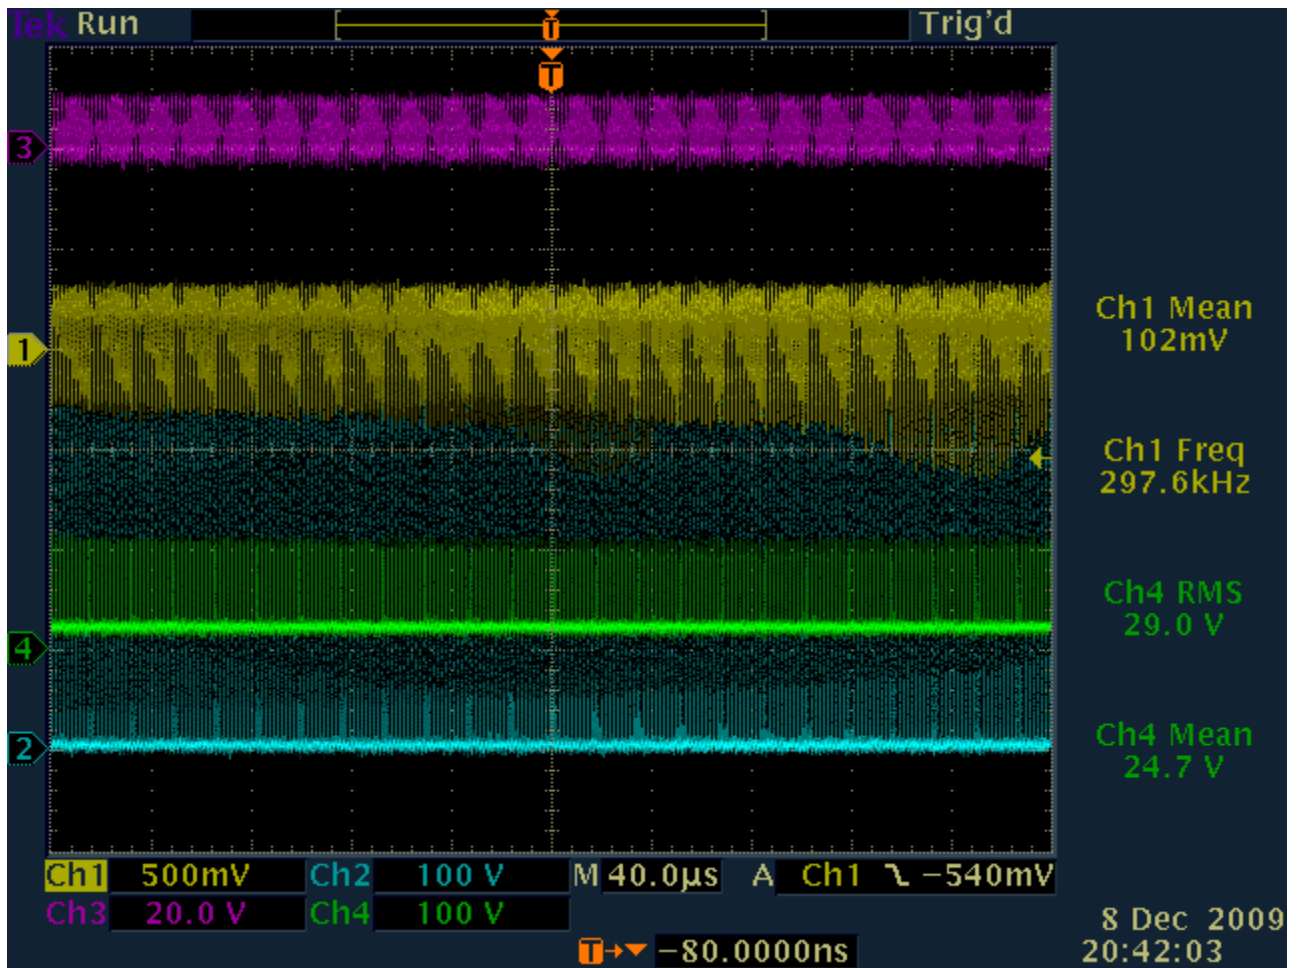 Tek Run Trig'd
T
T
3
1
4
2
Ch1 Mean
102mV
Ch1 Freq
297.6kHz
Ch4 RMS
29.0 V
Ch4 Mean
24.7 V
Ch1 500mV Ch2 100 V M 40.0µs A Ch1 -540mV
Ch3 20.0 V Ch4 100 V
T→▼ -80.0000ns
8 Dec 2009
20:42:03